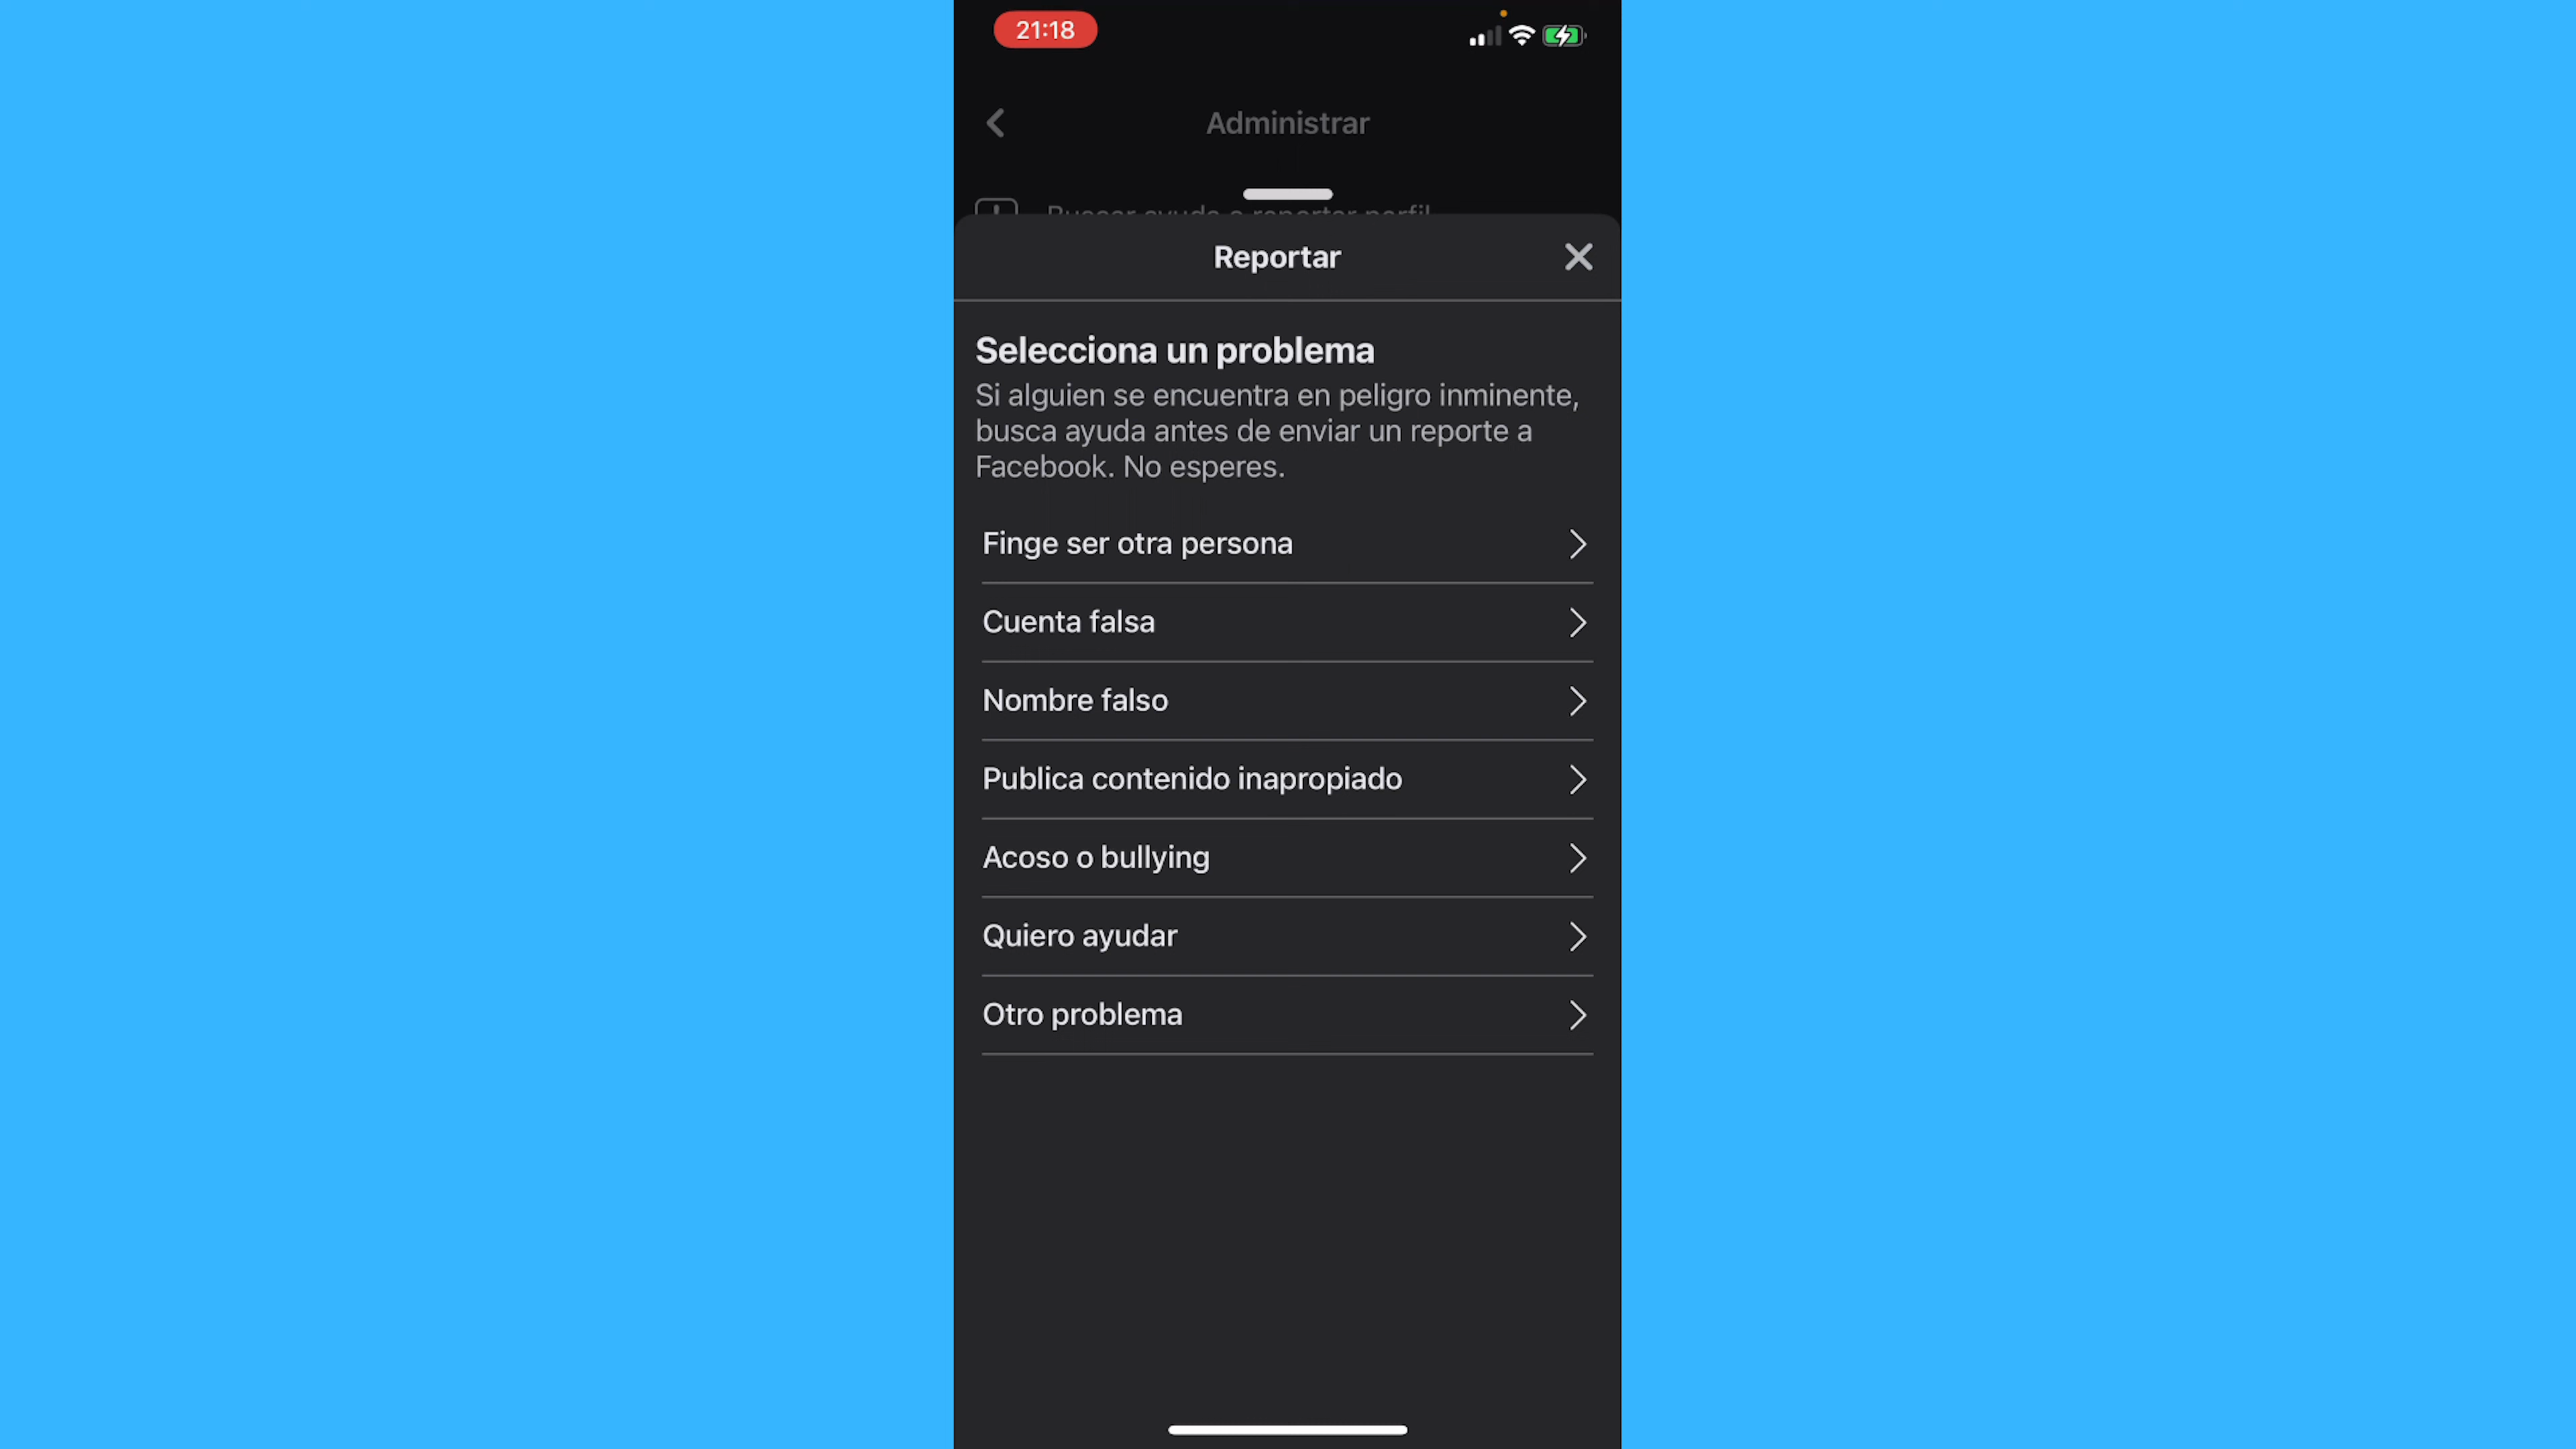 21:18
Administrar
Buscar ayuda o reportar perfil
Reportar
Selecciona un problema
Si alguien se encuentra en peligro inminente,
busca ayuda antes de enviar un reporte a
Facebook. No esperes.
Finge ser otra persona
Cuenta falsa
Nombre falso
Publica contenido inapropiado
Acoso o bullying
Quiero ayudar
Otro problema